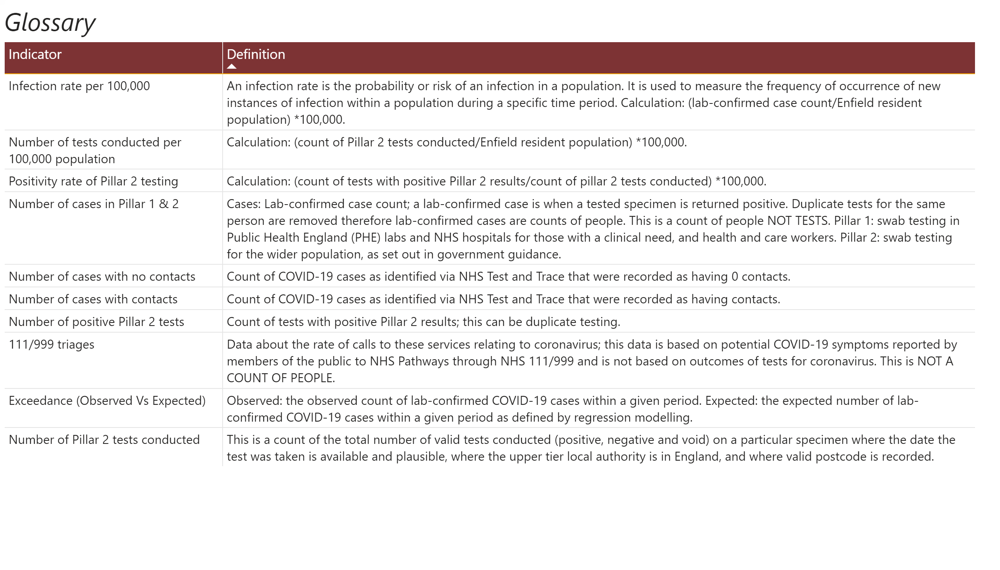 Glossary
Indicator
Definition
Infection rate per 100,000
An infection rate is the probability or risk of an infection in a population. It is used to measure the frequency of occurrence of new
instances of infection within a population during a specific time period. Calculation: (lab-confirmed case count/Enfield resident
population) *100,000.
Number of tests conducted per
100,000 population
Calculation: (count of Pillar 2 tests conducted/Enfield resident population) *100,000.
Positivity rate of Pillar 2 testing
Calculation: (count of tests with positive Pillar 2 results/count of pillar 2 tests conducted) *100,000.
Number of cases in Pillar 1 & 2
Cases: Lab-confirmed case count; a lab-confirmed case is when a tested specimen is returned positive. Duplicate tests for the same
person are removed therefore lab-confirmed cases are counts of people. This is a count of people NOT TESTS. Pillar 1: swab testing in
Public Health England (PHE) labs and NHS hospitals for those with a clinical need, and health and care workers. Pillar 2: swab testing
for the wider population, as set out in government guidance.
Number of cases with no contacts
Count of COVID-19 cases as identified via NHS Test and Trace that were recorded as having 0 contacts.
Number of cases with contacts
Count of COVID-19 cases as identified via NHS Test and Trace that were recorded as having contacts.
Number of positive Pillar 2 tests
Count of tests with positive Pillar 2 results; this can be duplicate testing.
111/999 triages
Data about the rate of calls to these services relating to coronavirus; this data is based on potential COVID-19 symptoms reported by
members of the public to NHS Pathways through NHS 111/999 and is not based on outcomes of tests for coronavirus. This is NOT A
COUNT OF PEOPLE.
Exceedance (Observed Vs Expected)
Observed: the observed count of lab-confirmed COVID-19 cases within a given period. Expected: the expected number of lab-
confirmed COVID-19 cases within a given period as defined by regression modelling.
Number of Pillar 2 tests conducted
This is a count of the total number of valid tests conducted (positive, negative and void) on a particular specimen where the date the
test was taken is available and plausible, where the upper tier local authority is in England, and where valid postcode is recorded.